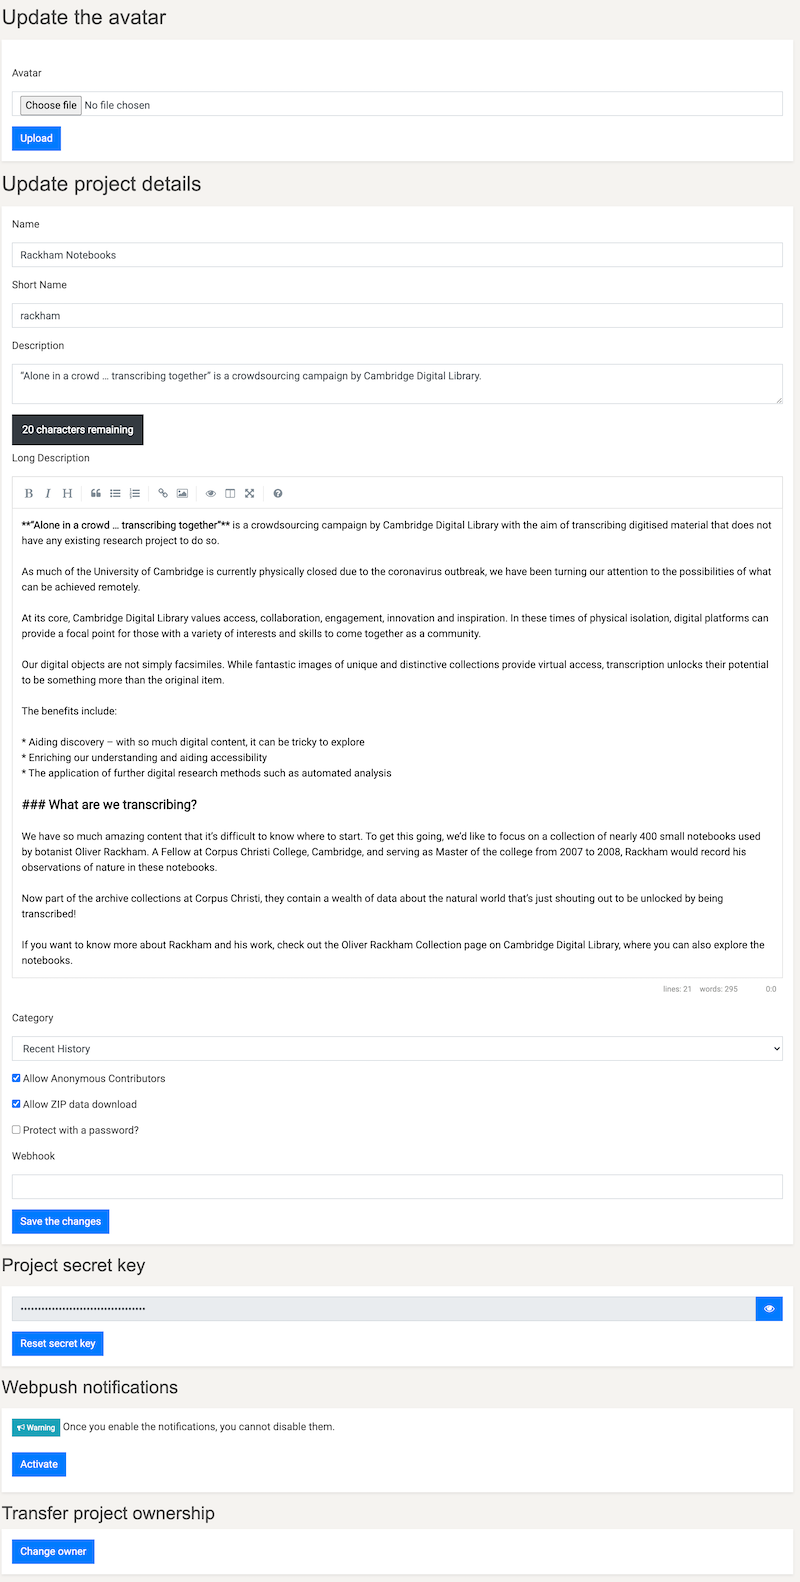 Update the avatar
Avatar
Choose file No file chosen
Upload
Update project details
Name
Rackham Notebooks
Short Name
rackham
Description
“Alone in a crowd … transcribing together” is a crowdsourcing campaign by Cambridge Digital Library.
20 characters remaining
Long Description
B I H
**“Alone in a crowd … transcribing together”** is a crowdsourcing campaign by Cambridge Digital Library with the aim of transcribing digitised material that does not
have any existing research project to do so.
As much of the University of Cambridge is currently physically closed due to the coronavirus outbreak, we have been turning our attention to the possibilities of what
can be achieved remotely.
At its core, Cambridge Digital Library values access, collaboration, engagement, innovation and inspiration. In these times of physical isolation, digital platforms can
provide a focal point for those with a variety of interests and skills to come together as a community.
Our digital objects are not simply facsimiles. While fantastic images of unique and distinctive collections provide virtual access, transcription unlocks their potential
to be something more than the original item.
The benefits include:
* Aiding discovery – with so much digital content, it can be tricky to explore
* Enriching our understanding and aiding accessibility
* The application of further digital research methods such as automated analysis
### What are we transcribing?
We have so much amazing content that it’s difficult to know where to start. To get this going, we’d like to focus on a collection of nearly 400 small notebooks used
by botanist Oliver Rackham. A Fellow at Corpus Christi College, Cambridge, and serving as Master of the college from 2007 to 2008, Rackham would record his
observations of nature in these notebooks.
Now part of the archive collections at Corpus Christi, they contain a wealth of data about the natural world that’s just shouting out to be unlocked by being
transcribed!
If you want to know more about Rackham and his work, check out the Oliver Rackham Collection page on Cambridge Digital Library, where you can also explore the
notebooks.
lines: 21 words: 295 0:0
Category
Recent History
Allow Anonymous Contributors
Allow ZIP data download
Protect with a password?
Webhook
Save the changes
Project secret key
Reset secret key
Webpush notifications
Warning Once you enable the notifications, you cannot disable them.
Activate
Transfer project ownership
Change owner